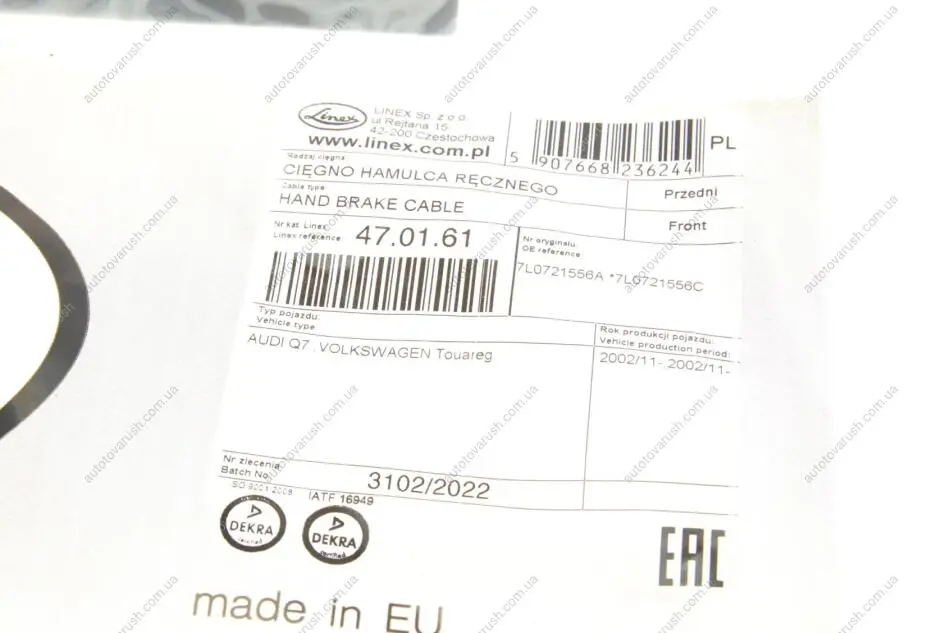 Linex
LINEX Sp. z o.o.
ul Rejtana 15
42-200 Częstochowa
www.linex.com.pl
5 907668 236244
PL
Rodzaj cięgna
CIĘGNO HAMULCA RĘCZNEGO
Przedni
Cable type
HAND BRAKE CABLE
Front
Nr kat. Linex
Linex reference
47.01.61
Nr oryginału
OE reference
7L0721556A *7L0721556C
Typ pojazdu:
Vehicle type
AUDI Q7 , VOLKSWAGEN Touareg
Rok produkcji pojazdu:
Vehicle production period:
2002/11-, 2002/11-
Nr zlecenia
Batch No.
3102/2022
ISO 9001:2008
IATF 16949
DEKRA
certified
DEKRA
certified
EAC
made in EU
autotovarush.com.ua